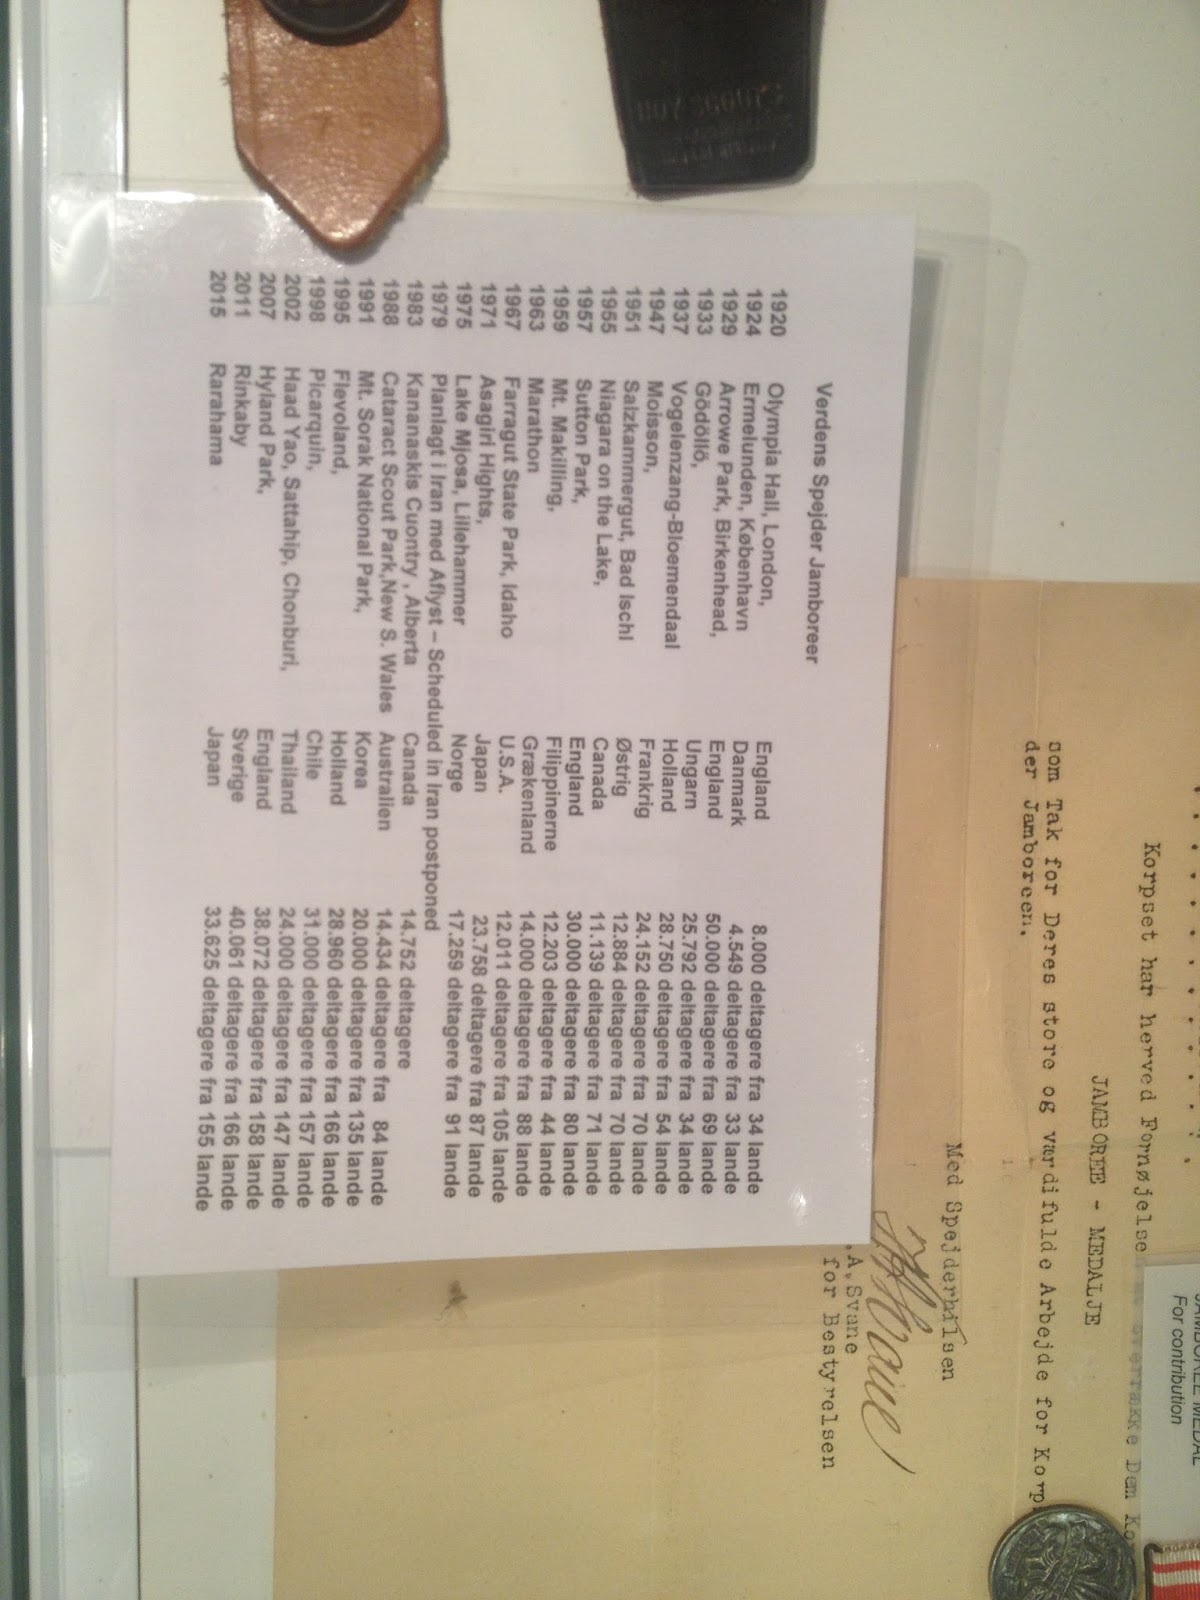 Verdens Spejder Jamboreer
1920 Olympia Hall, London, England 8.000 deltagere fra 34 lande
1924 Ermelunden, København Danmark 4.549 deltagere fra 33 lande
1929 Arrowe Park, Birkenhead, England 50.000 deltagere fra 69 lande
1933 Gödöllö, Ungarn 25.792 deltagere fra 34 lande
1937 Vogelenzang-Bloemendaal Holland 28.750 deltagere fra 54 lande
1947 Moisson, Frankrig 24.152 deltagere fra 70 lande
1951 Salzkammergut, Bad Ischl Østrig 12.884 deltagere fra 70 lande
1955 Niagara on the Lake, Canada 11.139 deltagere fra 71 lande
1957 Sutton Park, England 30.000 deltagere fra 80 lande
1959 Mt. Makilling, Filippinerne 12.203 deltagere fra 44 lande
1963 Marathon Grækenland 14.000 deltagere fra 88 lande
1967 Farragut State Park, Idaho U.S.A. 12.011 deltagere fra 105 lande
1971 Asagiri Hights, Japan 23.758 deltagere fra 87 lande
1975 Lake Mjosa, Lillehammer Norge 17.259 deltagere fra 91 lande
1979 Planlagt i Iran med Aflyst – Scheduled in Iran postponed
1983 Kananaskis Cuontry , Alberta Canada 14.752 deltagere
1988 Cataract Scout Park,New S. Wales Australien 14.434 deltagere fra 84 lande
1991 Mt. Sorak National Park, Korea 20.000 deltagere fra 135 lande
1995 Flevoland, Holland 28.960 deltagere fra 166 lande
1998 Picarquin, Chile 31.000 deltagere fra 157 lande
2002 Haad Yao, Sattahip, Chonburi, Thailand 24.000 deltagere fra 147 lande
2007 Hyland Park, England 38.072 deltagere fra 158 lande
2011 Rinkaby Sverige 40.061 deltagere fra 166 lande
2015 Rarahama Japan 33.625 deltagere fra 155 lande
Korpset har herved Fornøjelse Dem
JAMBOREE - MEDALJE
som Tak for Deres store og værdifulde Arbejde for
der Jamboreen.
Med Spejderhilsen
A. Svane
for Bestyrelsen
JAMBOREE MEDAL
For contribution